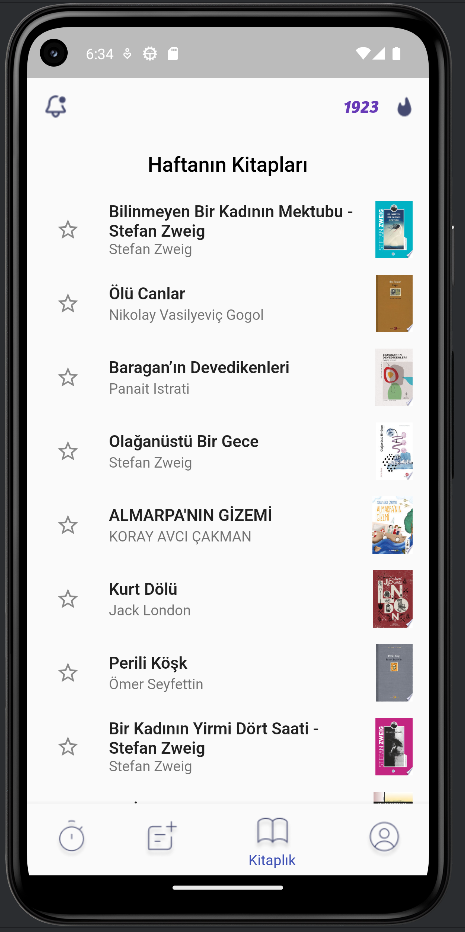 6:34
1923
Haftanın Kitapları
Bilinmeyen Bir Kadının Mektubu -
Stefan Zweig
Stefan Zweig
Ölü Canlar
Nikolay Vasilyeviç Gogol
Baragan’ın Devedikenleri
Panait Istrati
Olağanüstü Bir Gece
Stefan Zweig
ALMARPA'NIN GİZEMİ
KORAY AVCI ÇAKMAN
Kurt Dölü
Jack London
Perili Köşk
Ömer Seyfettin
Bir Kadının Yirmi Dört Saati -
Stefan Zweig
Stefan Zweig
Kitaplık